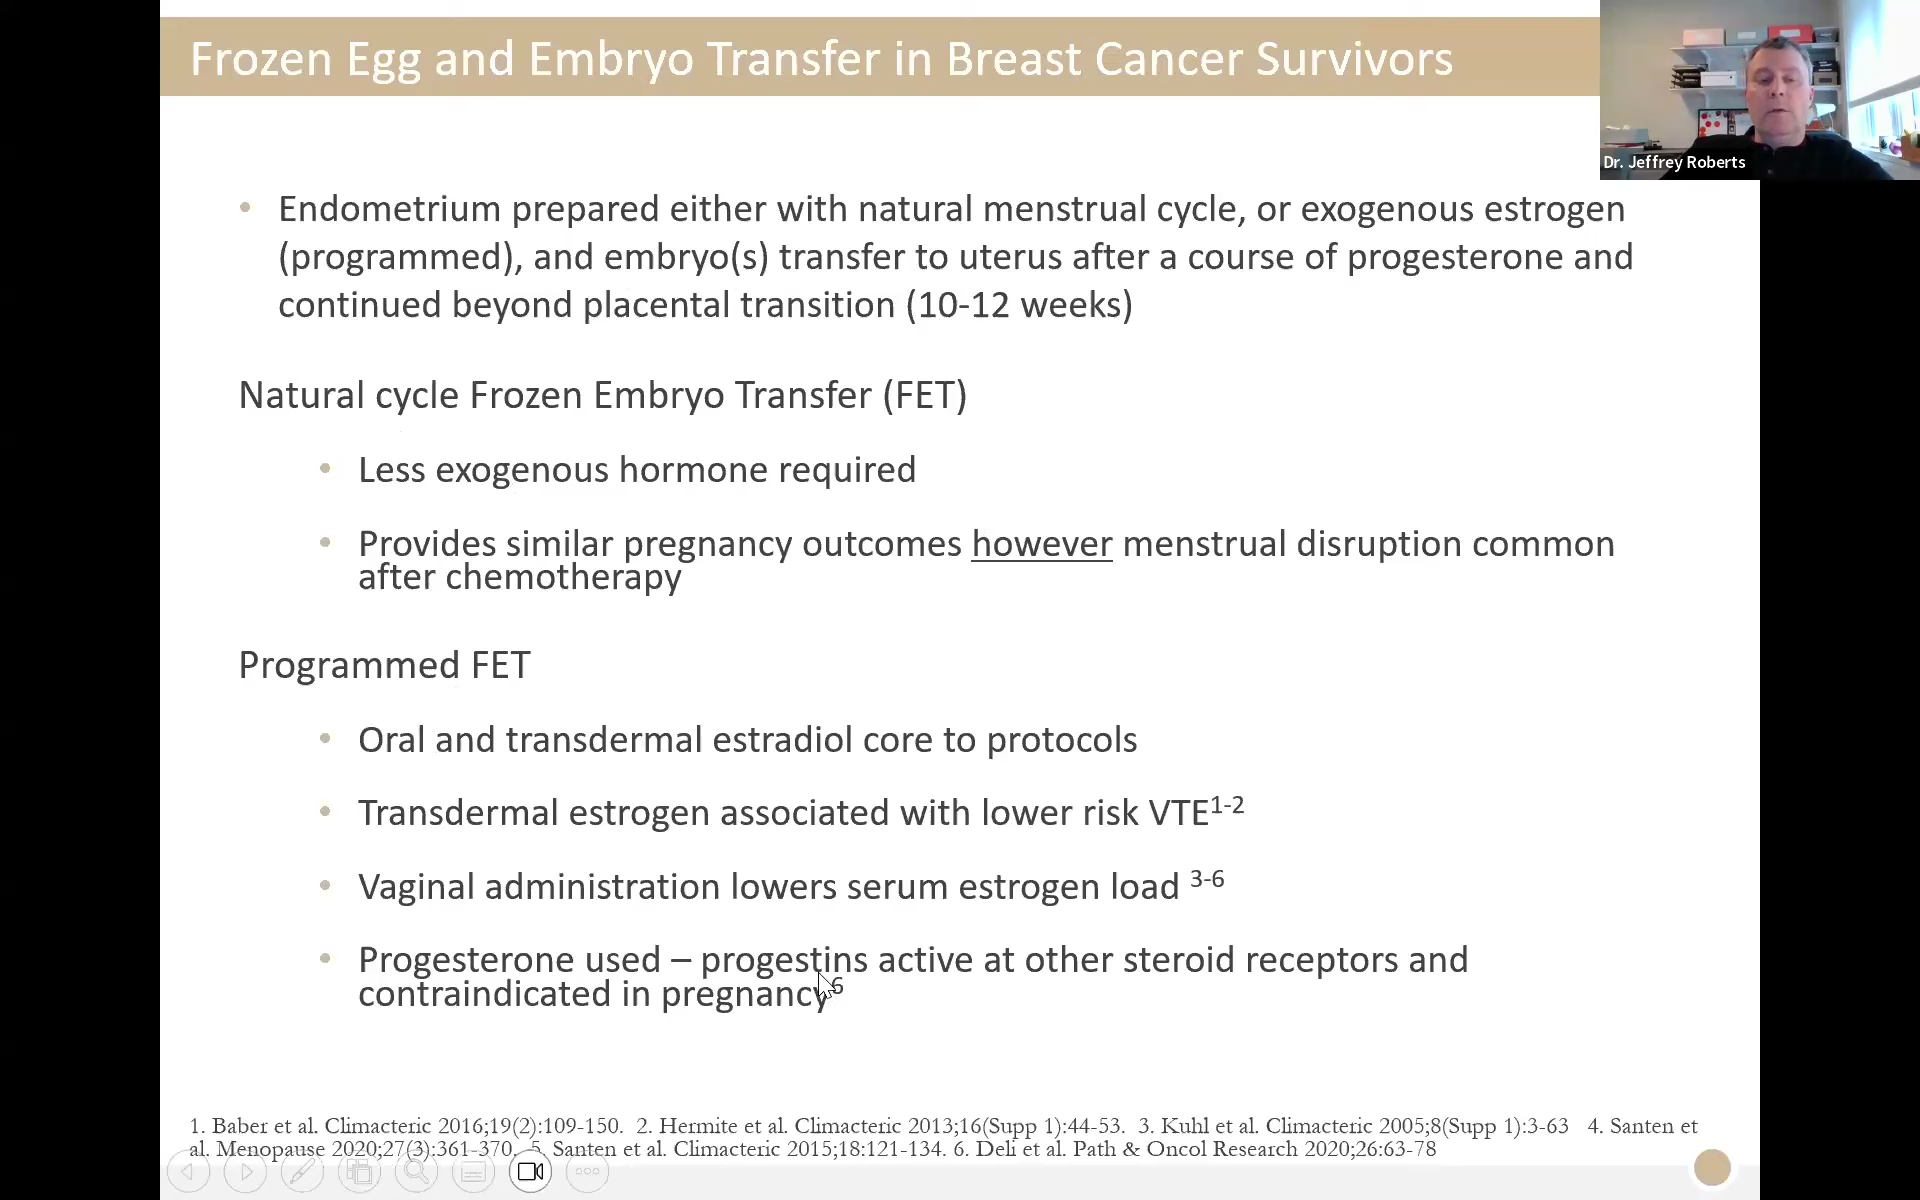 Frozen Egg and Embryo Transfer in Breast Cancer Survivors
Dr. Jeffrey Roberts
• Endometrium prepared either with natural menstrual cycle, or exogenous estrogen
(programmed), and embryo(s) transfer to uterus after a course of progesterone and
continued beyond placental transition (10-12 weeks)
Natural cycle Frozen Embryo Transfer (FET)
• Less exogenous hormone required
• Provides similar pregnancy outcomes however menstrual disruption common
after chemotherapy
Programmed FET
• Oral and transdermal estradiol core to protocols
• Transdermal estrogen associated with lower risk VTE1-2
• Vaginal administration lowers serum estrogen load 3-6
• Progesterone used – progestins active at other steroid receptors and
contraindicated in pregnancy6
1. Baber et al. Climacteric 2016;19(2):109-150. 2. Hermite et al. Climacteric 2013;16(Supp 1):44-53. 3. Kuhl et al. Climacteric 2005;8(Supp 1):3-63 4. Santen et
al. Menopause 2020;27(3):361-370. 5. Santen et al. Climacteric 2015;18:121-134. 6. Deli et al. Path & Oncol Research 2020;26:63-78